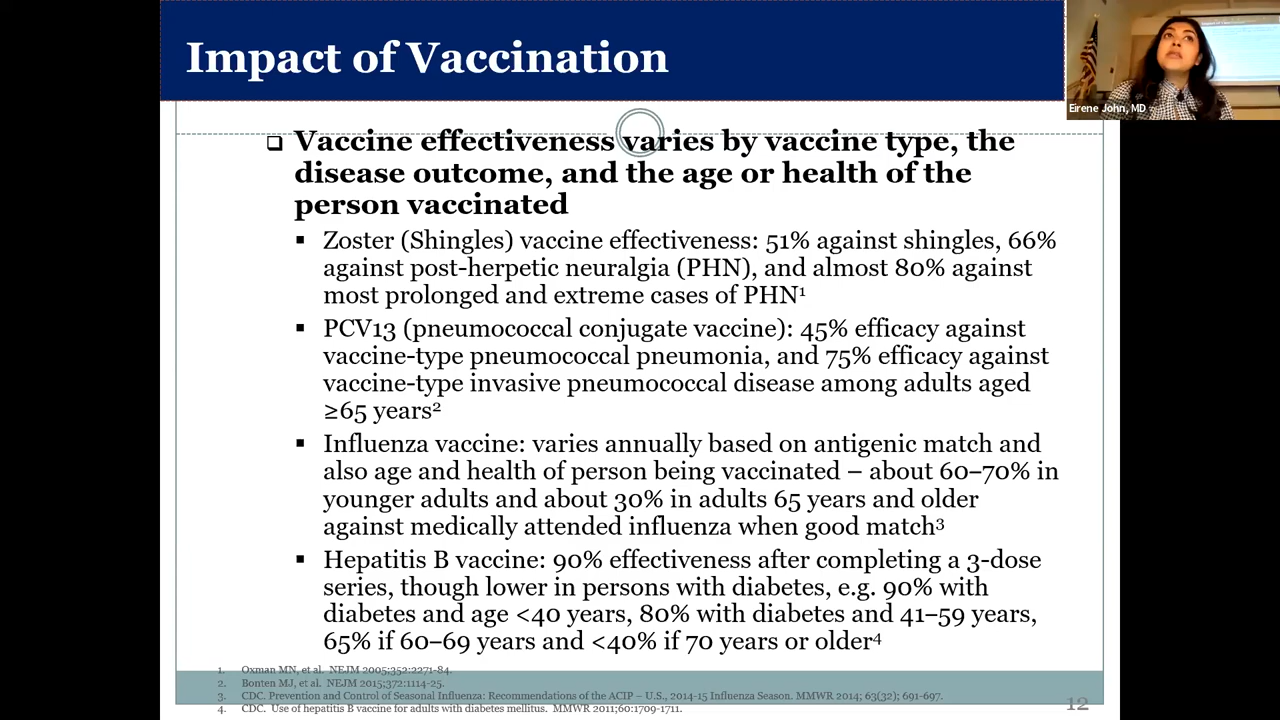 Impact of Vaccination
Eirene John, MD
Vaccine effectiveness varies by vaccine type, the
disease outcome, and the age or health of the
person vaccinated
Zoster (Shingles) vaccine effectiveness: 51% against shingles, 66%
against post-herpetic neuralgia (PHN), and almost 80% against
most prolonged and extreme cases of PHN¹
PCV13 (pneumococcal conjugate vaccine): 45% efficacy against
vaccine-type pneumococcal pneumonia, and 75% efficacy against
vaccine-type invasive pneumococcal disease among adults aged
≥65 years²
Influenza vaccine: varies annually based on antigenic match and
also age and health of person being vaccinated – about 60–70% in
younger adults and about 30% in adults 65 years and older
against medically attended influenza when good match³
Hepatitis B vaccine: 90% effectiveness after completing a 3-dose
series, though lower in persons with diabetes, e.g. 90% with
diabetes and age <40 years, 80% with diabetes and 41–59 years,
65% if 60–69 years and <40% if 70 years or older⁴
1. Oxman MN, et al. NEJM 2005;352:2271-84.
2. Bonten MJ, et al. NEJM 2015;372:1114-25.
3. CDC. Prevention and Control of Seasonal Influenza: Recommendations of the ACIP – U.S., 2014-15 Influenza Season. MMWR 2014; 63(32); 691-697.
4. CDC. Use of hepatitis B vaccine for adults with diabetes mellitus. MMWR 2011;60:1709-1711.
12